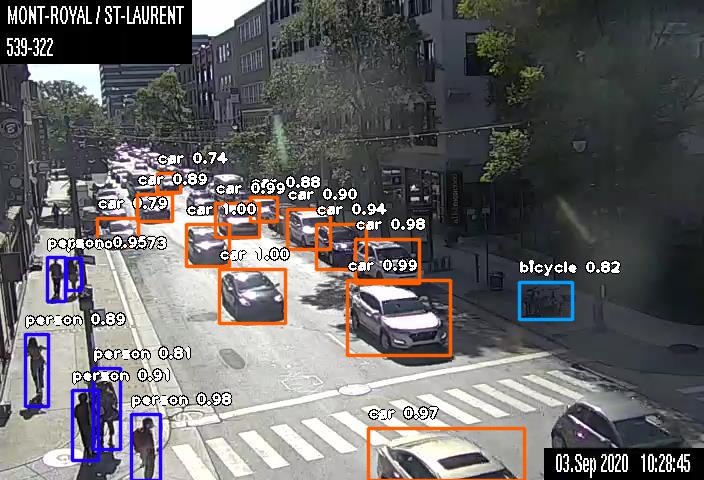 MONT-ROYAL / ST-LAURENT
539-322
car 0.74
car 0.89
car 0.99
0.88
car 0.90
car 0.79
car 1.00
car 0.94
car 0.98
person 0.95
73
car 1.00
car 0.99
bicycle 0.82
person 0.89
person 0.81
person 0.91
person 0.98
car 0.97
03.Sep 2020 10:28:45